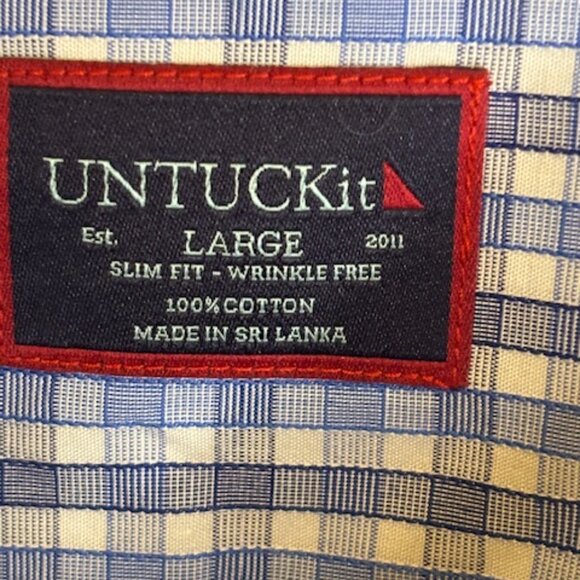 UNTUCKit
Est. LARGE 2011
SLIM FIT - WRINKLE FREE
100% COTTON
MADE IN SRI LANKA